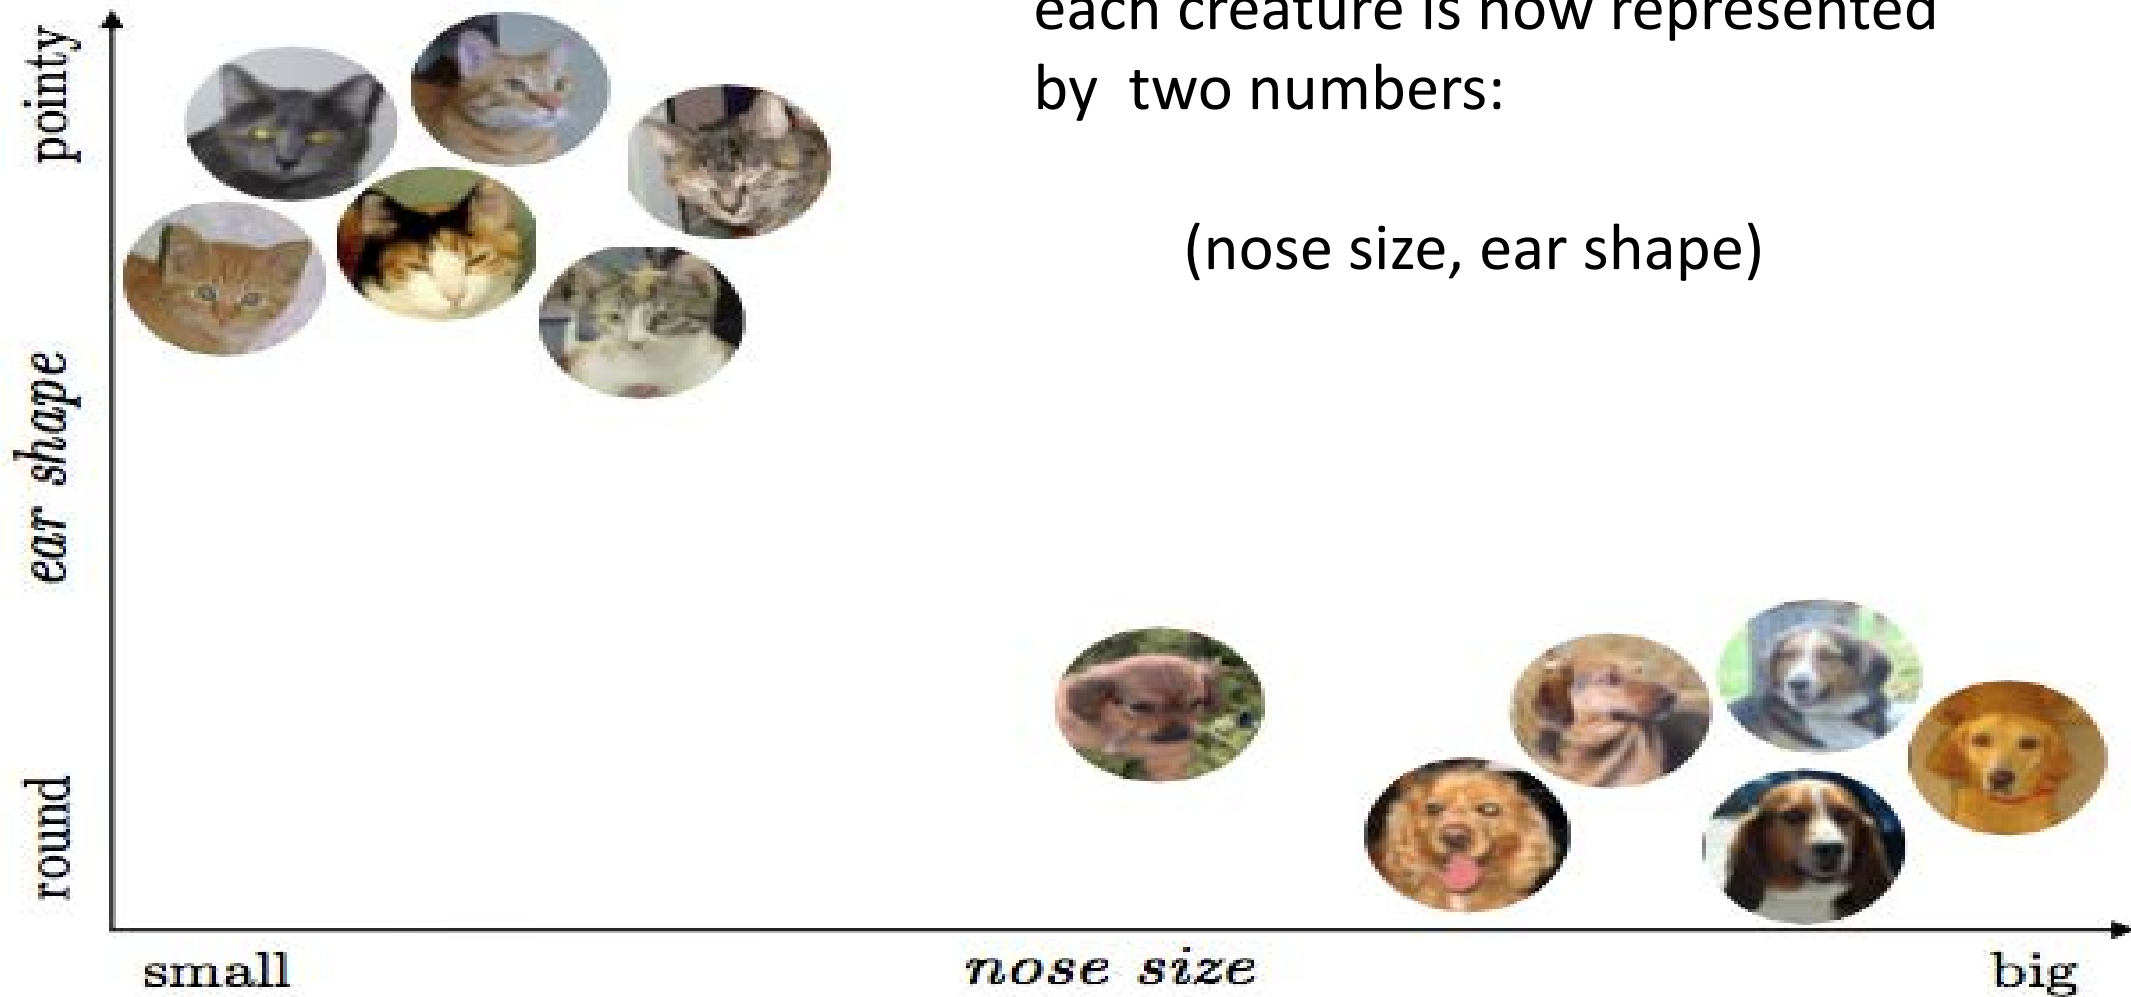 each creature is now represented
by two numbers:
(nose size, ear shape)
pointy
ear shape
round
small
nose size
big